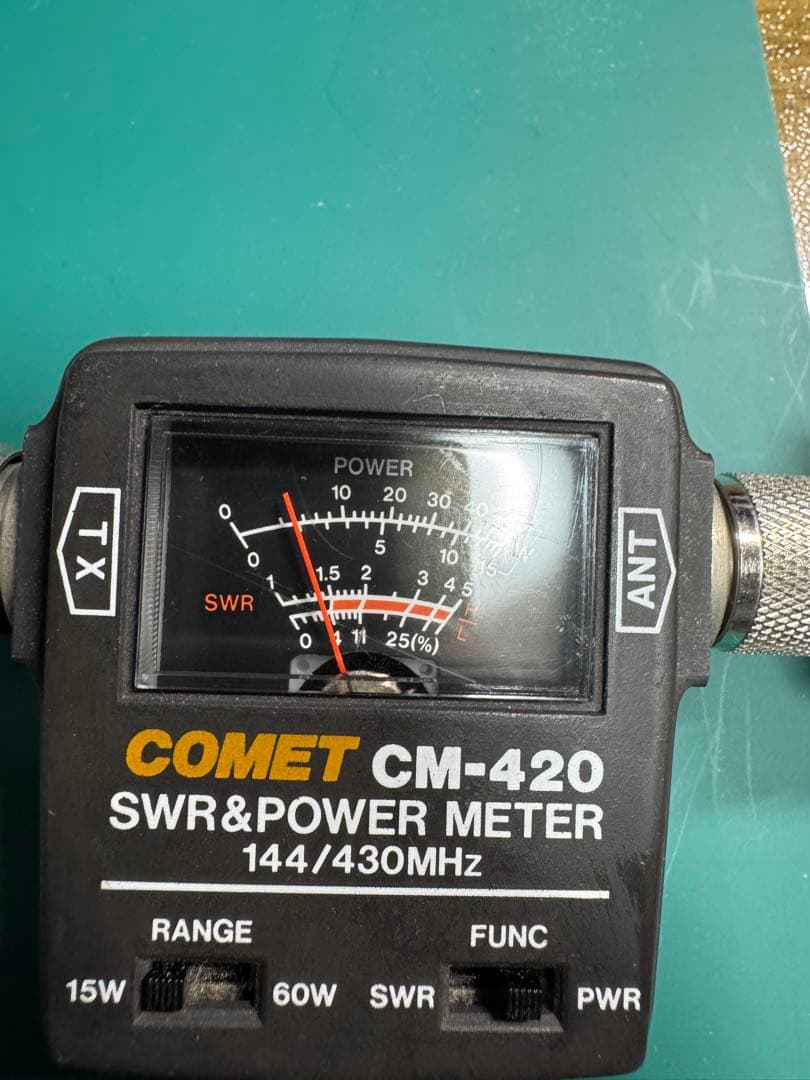 POWER
0 10 20 30 40
0 5 10 15 W
TX
ANT
SWR
1 1.5 2 3 4.5 H
0 4 11 25(%) L
COMET CM-420
SWR&POWER METER
144/430MHz
RANGE
FUNC
15W 60W SWR PWR